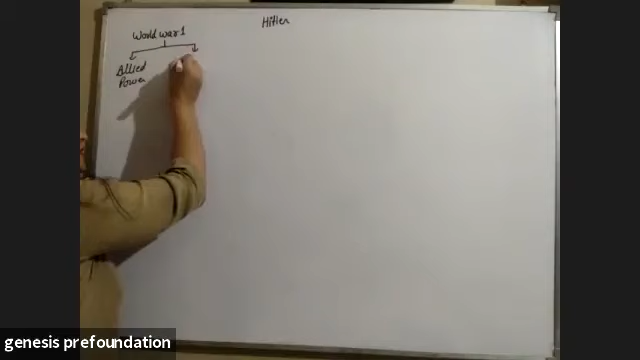 Hitler
World war 1
Allied
Power
genesis prefoundation